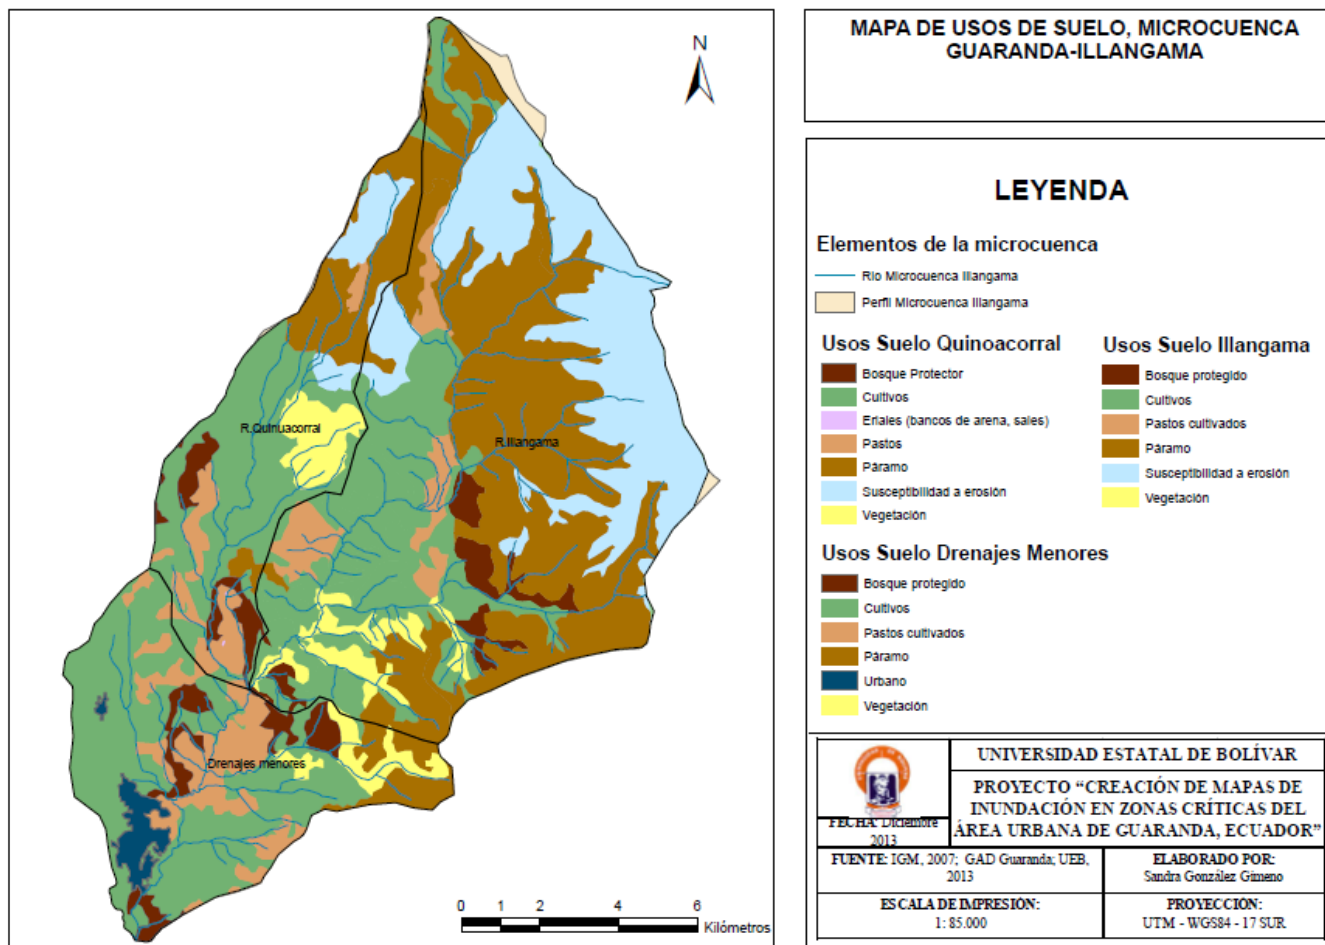 N
R.Quinuacorral
R.Illangama
Drenajes menores
0 1 2 4 6
Kilómetros
MAPA DE USOS DE SUELO, MICROCUENCA
GUARANDA-ILLANGAMA
LEYENDA
Elementos de la microcuenca
Rio Microcuenca Illangama
Perfil Microcuenca Illangama
Usos Suelo Quinoacorral
Bosque Protector
Cultivos
Eriales (bancos de arena, sales)
Pastos
Páramo
Susceptibilidad a erosión
Vegetación
Usos Suelo Illangama
Bosque protegido
Cultivos
Pastos cultivados
Páramo
Susceptibilidad a erosión
Vegetación
Usos Suelo Drenajes Menores
Bosque protegido
Cultivos
Pastos cultivados
Páramo
Urbano
Vegetación
FECHA: Diciembre
2013
UNIVERSIDAD ESTATAL DE BOLÍVAR
PROYECTO “CREACIÓN DE MAPAS DE
INUNDACIÓN EN ZONAS CRÍTICAS DEL
ÁREA URBANA DE GUARANDA, ECUADOR”
FUENTE: IGM, 2007; GAD Guaranda; UEB,
2013
ELABORADO POR:
Sandra González Gimeno
ESCALA DE IMPRESIÓN:
1: 85.000
PROYECCIÓN:
UTM - WGS84 - 17 SUR